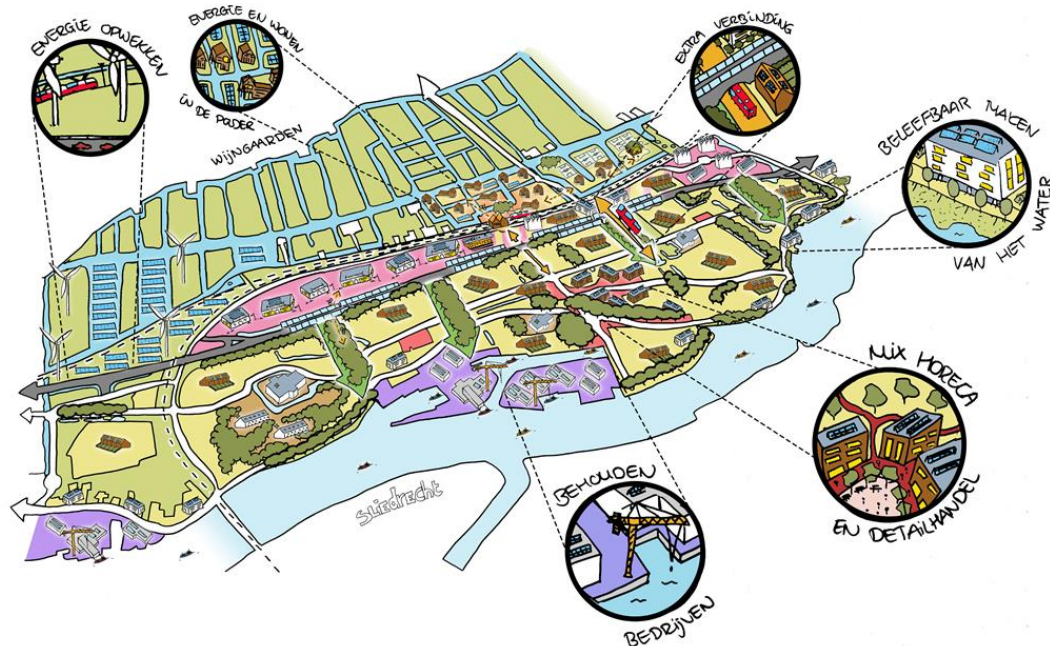 ENERGIE OPWEKKEN
ENERGIE EN WONEN
IN DE POLDER
WIJNGAARDEN
EXTRA VERBINDING
BELEEFBAAR MAKEN
VAN HET WATER
MIX HORECA
EN DETAILHANDEL
BEHOUDEN
BEDRIJVEN
Sliedrecht